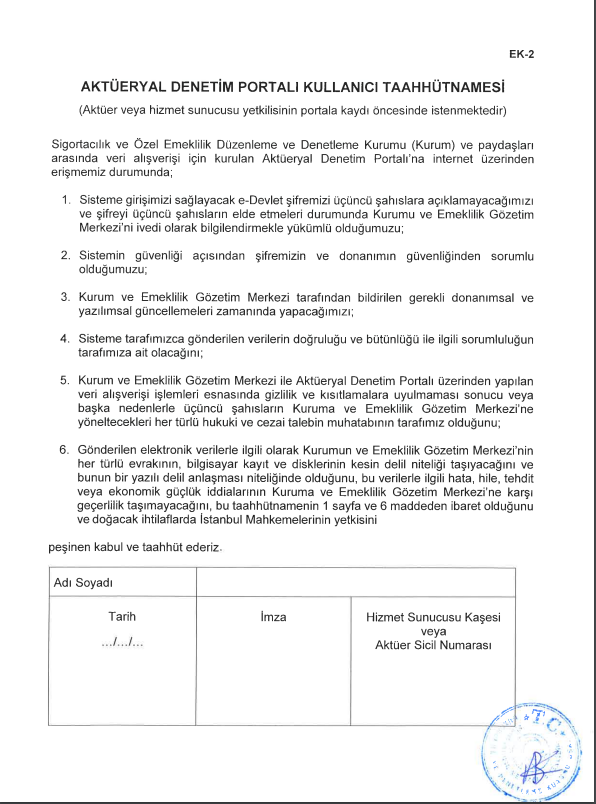 EK-2
AKTÜERYAL DENETİM PORTALI KULLANICI TAAHHÜTNAMESİ
(Aktüer veya hizmet sunucusu yetkilisinin portala kaydı öncesinde istenmektedir)
Sigortacılık ve Özel Emeklilik Düzenleme ve Denetleme Kurumu (Kurum) ve paydaşları
arasında veri alışverişi için kurulan Aktüeryal Denetim Portalı’na internet üzerinden
erişmemiz durumunda;
1. Sisteme girişimizi sağlayacak e-Devlet şifremizi üçüncü şahıslara açıklamayacağımızı
ve şifreyi üçüncü şahısların elde etmeleri durumunda Kurumu ve Emeklilik Gözetim
Merkezi’ni ivedi olarak bilgilendirmekle yükümlü olduğumuzu;
2. Sistemin güvenliği açısından şifremizin ve donanımın güvenliğinden sorumlu
olduğumuzu;
3. Kurum ve Emeklilik Gözetim Merkezi tarafından bildirilen gerekli donanımsal ve
yazılımsal güncellemeleri zamanında yapacağımızı;
4. Sisteme tarafımızca gönderilen verilerin doğruluğu ve bütünlüğü ile ilgili sorumluluğun
tarafımıza ait olacağını;
5. Kurum ve Emeklilik Gözetim Merkezi ile Aktüeryal Denetim Portalı üzerinden yapılan
veri alışverişi işlemleri esnasında gizlilik ve kısıtlamalara uyulmaması sonucu veya
başka nedenlerle üçüncü şahısların Kuruma ve Emeklilik Gözetim Merkezi’ne
yöneltecekleri her türlü hukuki ve cezai talebin muhatabının tarafımız olduğunu;
6. Gönderilen elektronik verilerle ilgili olarak Kurumun ve Emeklilik Gözetim Merkezi’nin
her türlü evrakının, bilgisayar kayıt ve disklerinin kesin delil niteliği taşıyacağını ve
bunun bir yazılı delil anlaşması niteliğinde olduğunu, bu verilerle ilgili hata, hile, tehdit
veya ekonomik güçlük iddialarının Kuruma ve Emeklilik Gözetim Merkezi’ne karşı
geçerlilik taşımayacağını, bu taahhütnamenin 1 sayfa ve 6 maddeden ibaret olduğunu
ve doğacak ihtilaflarda İstanbul Mahkemelerinin yetkisini
peşinen kabul ve taahhüt ederiz.
Adı Soyadı
Tarih
.../.../...
İmza
Hizmet Sunucusu Kaşesi
veya
Aktüer Sicil Numarası
T.C.